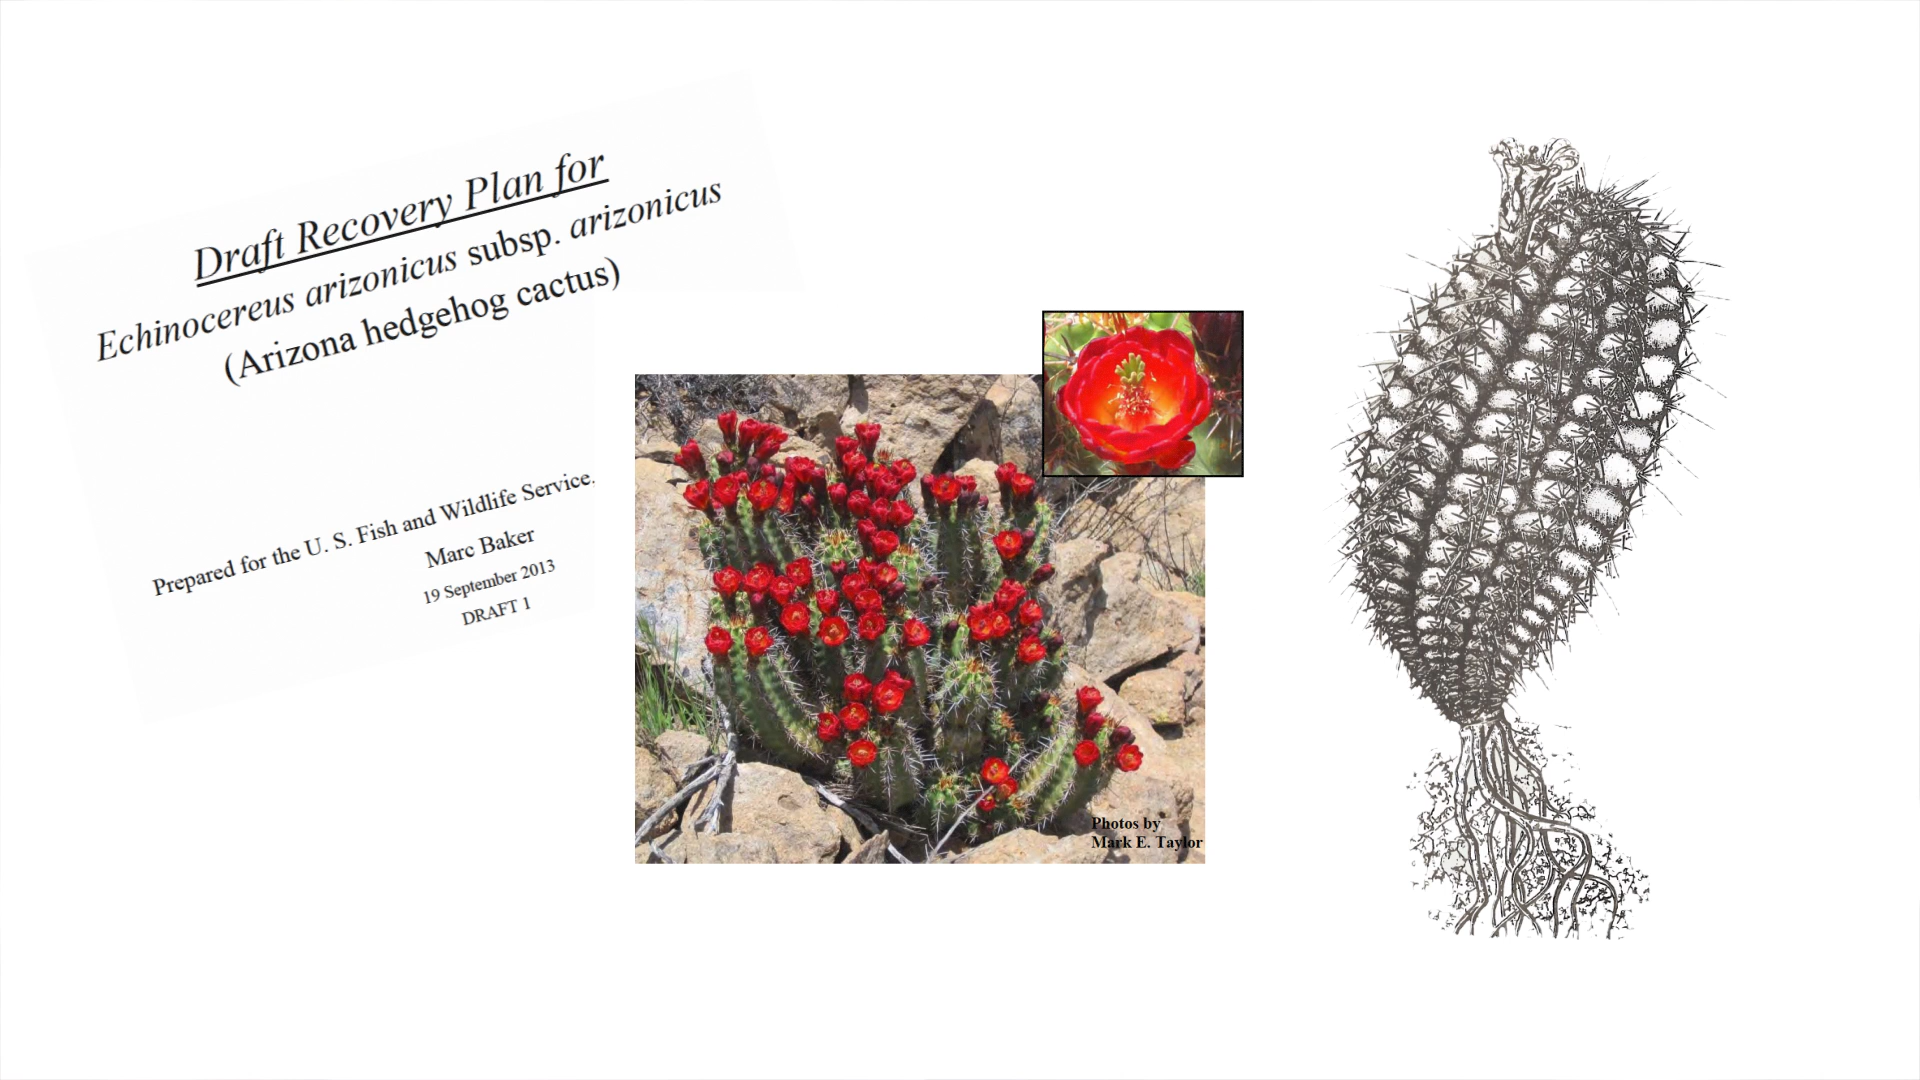 Draft Recovery Plan for
Echinocereus arizonicus subsp. arizonicus
(Arizona hedgehog cactus)
Prepared for the U. S. Fish and Wildlife Service.
Marc Baker
19 September 2013
DRAFT 1
Photos by
Mark E. Taylor